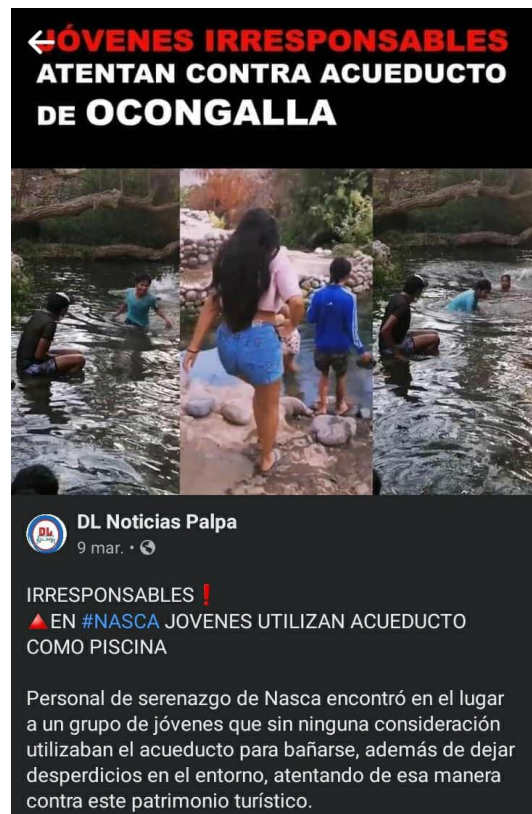 JÓVENES IRRESPONSABLES
ATENTAN CONTRA ACUEDUCTO
DE OCONGALLA
DL Noticias Palpa
9 mar.
IRRESPONSABLES❗
🔺EN #NASCA JOVENES UTILIZAN ACUEDUCTO
COMO PISCINA
Personal de serenazgo de Nasca encontró en el lugar
a un grupo de jóvenes que sin ninguna consideración
utilizaban el acueducto para bañarse, además de dejar
desperdicios en el entorno, atentando de esa manera
contra este patrimonio turístico.